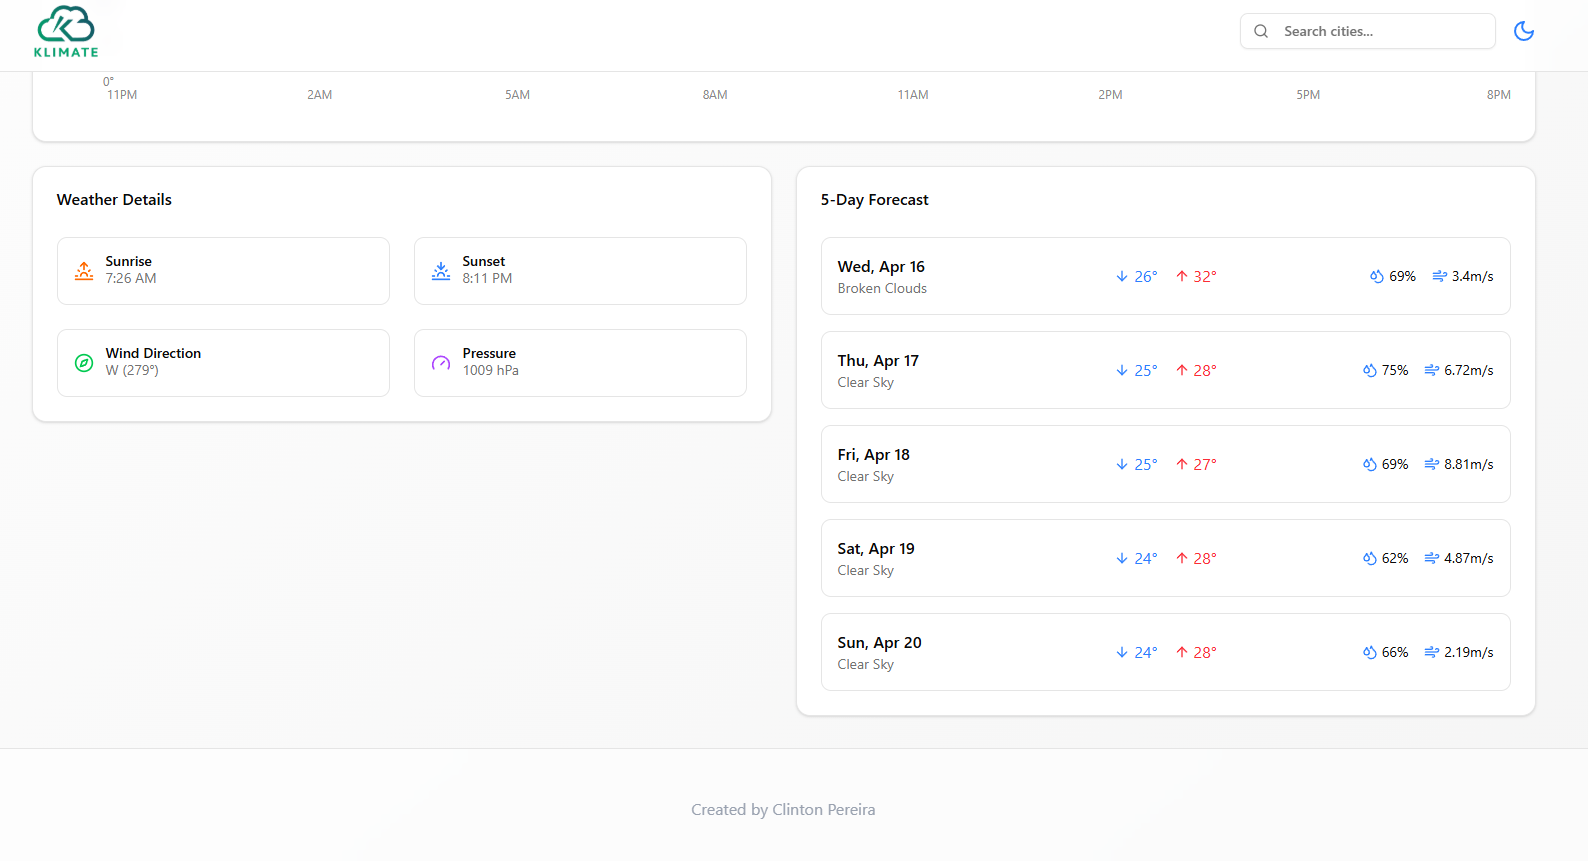 KLIMATE
Search cities...
0°
11PM 2AM 5AM 8AM 11AM 2PM 5PM 8PM
Weather Details
Sunrise
7:26 AM
Sunset
8:11 PM
Wind Direction
W (279°)
Pressure
1009 hPa
5-Day Forecast
Wed, Apr 16
Broken Clouds
26° 32° 69% 3.4m/s
Thu, Apr 17
Clear Sky
25° 28° 75% 6.72m/s
Fri, Apr 18
Clear Sky
25° 27° 69% 8.81m/s
Sat, Apr 19
Clear Sky
24° 28° 62% 4.87m/s
Sun, Apr 20
Clear Sky
24° 28° 66% 2.19m/s
Created by Clinton Pereira